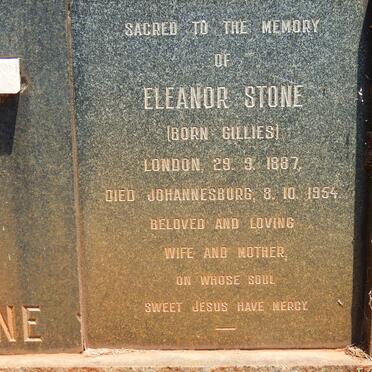 SACRED TO THE MEMORY
OF
ELEANOR STONE
(BORN GILLIES)
LONDON, 29. 9. 1887,
DIED JOHANNESBURG, 8. 10. 1954.
BELOVED AND LOVING
WIFE AND MOTHER,
ON WHOSE SOUL
SWEET JESUS HAVE MERCY.
NE